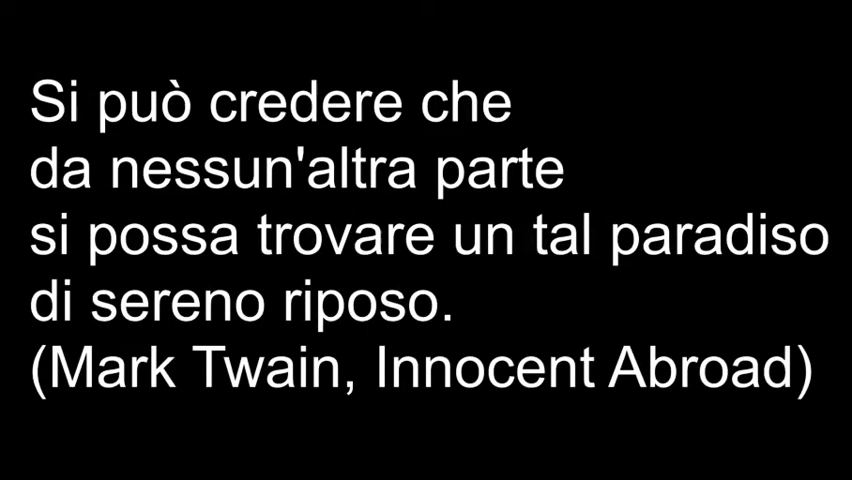 Si può credere che
da nessun'altra parte
si possa trovare un tal paradiso
di sereno riposo.
(Mark Twain, Innocent Abroad)